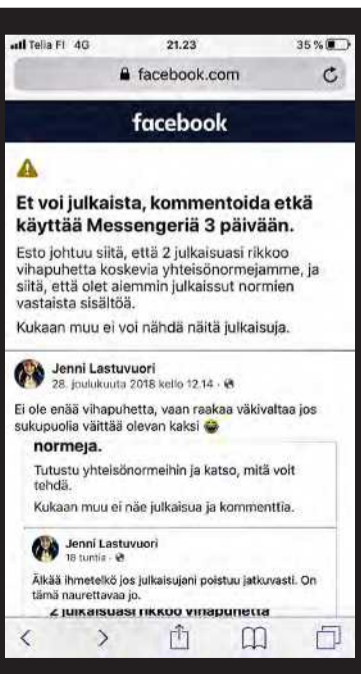 Telia FI 4G 21.23 35 %
facebook.com
facebook
Et voi julkaista, kommentoida etkä
käyttää Messengeriä 3 päivään.
Esto johtuu siitä, että 2 julkaisuasi rikkoo
vihapuhetta koskevia yhteisönormejamme, ja
siitä, että olet aiemmin julkaissut normien
vastaista sisältöä.
Kukaan muu ei voi nähdä näitä julkaisuja.
Jenni Lastuvuori
28. joulukuuta 2018 kello 12.14 ·
Ei ole enää vihapuhetta, vaan raakaa väkivaltaa jos
sukupuolia väittää olevan kaksi 😂
normeja.
Tutustu yhteisönormeihin ja katso, mitä voit
tehdä.
Kukaan muu ei näe julkaisua ja kommenttia.
Jenni Lastuvuori
18 tuntia ·
Älkää ihmetelkö jos julkaisujani poistuu jatkuvasti. On
tämä naurettavaa jo.
2 julkaisuasi rikkoo vihapuhetta